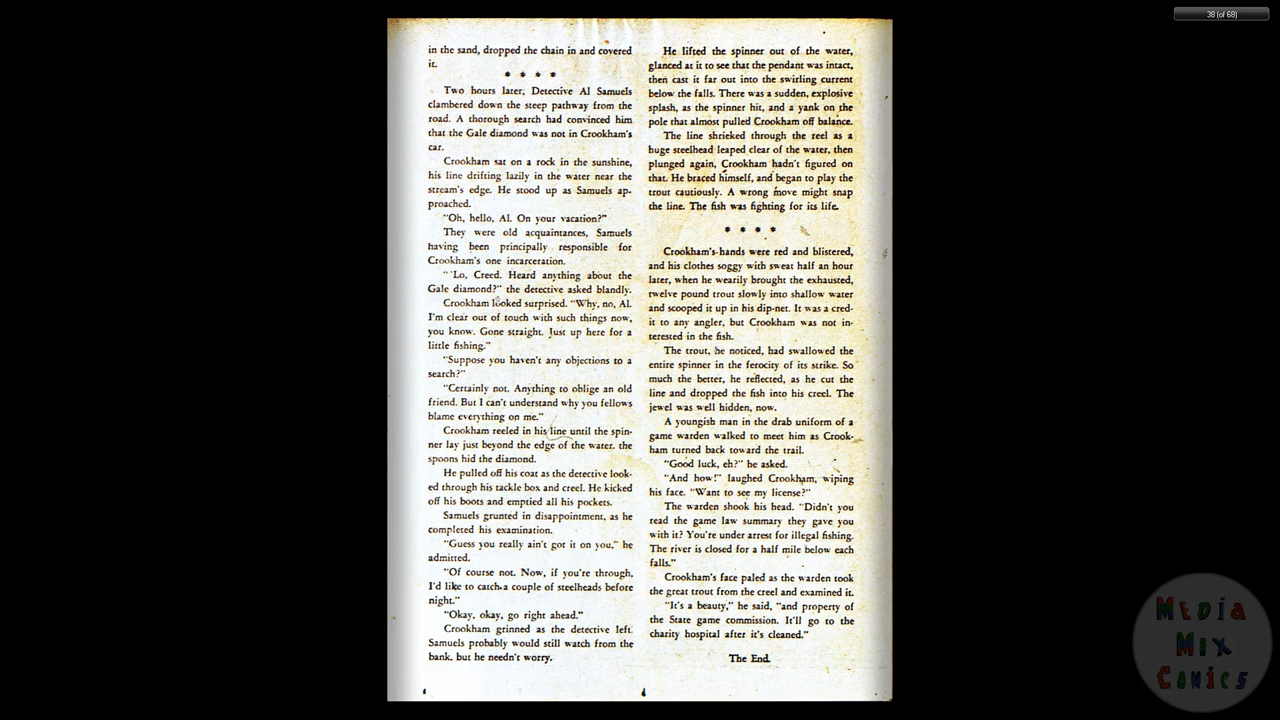 38 (of 68)
in the sand, dropped the chain in and covered
it.
* * * *
Two hours later, Detective Al Samuels
clambered down the steep pathway from the
road. A thorough search had convinced him
that the Gale diamond was not in Crookham's
car.
Crookham sat on a rock in the sunshine,
his line drifting lazily in the water near the
stream's edge. He stood up as Samuels ap-
proached.
"Oh, hello, Al. On your vacation?"
They were old acquaintances, Samuels
having been principally responsible for
Crookham's one incarceration.
"'Lo, Creed. Heard anything about the
Gale diamond?" the detective asked blandly.
Crookham looked surprised. "Why, no, Al.
I'm clear out of touch with such things now,
you know. Gone straight. Just up here for a
little fishing."
"Suppose you haven't any objections to a
search?"
"Certainly not. Anything to oblige an old
friend. But I can't understand why you fellows
blame everything on me."
Crookham reeled in his line until the spin-
ner lay just beyond the edge of the water. the
spoons hid the diamond.
He pulled off his coat as the detective look-
ed through his tackle box and creel. He kicked
off his boots and emptied all his pockets.
Samuels grunted in disappointment, as he
completed his examination.
"Guess you really ain't got it on you," he
admitted.
"Of course not. Now, if you're through,
I'd like to catch a couple of steelheads before
night."
"Okay, okay, go right ahead."
Crookham grinned as the detective left.
Samuels probably would still watch from the
bank, but he needn't worry.
He lifted the spinner out of the water,
glanced at it to see that the pendant was intact,
then cast it far out into the swirling current
below the falls. There was a sudden, explosive
splash, as the spinner hit, and a yank on the
pole that almost pulled Crookham off balance.
The line shrieked through the reel as a
huge steelhead leaped clear of the water, then
plunged again, Crookham hadn't figured on
that. He braced himself, and began to play the
trout cautiously. A wrong move might snap
the line. The fish was fighting for its life.
* * * *
Crookham's hands were red and blistered,
and his clothes soggy with sweat half an hour
later, when he wearily brought the exhausted,
twelve pound trout slowly into shallow water
and scooped it up in his dip-net. It was a cred-
it to any angler, but Crookham was not in-
terested in the fish.
The trout, he noticed, had swallowed the
entire spinner in the ferocity of its strike. So
much the better, he reflected, as he cut the
line and dropped the fish into his creel. The
jewel was well hidden, now.
A youngish man in the drab uniform of a
game warden walked to meet him as Crook-
ham turned back toward the trail.
"Good luck, eh?" he asked.
"And how!" laughed Crookham, wiping
his face. "Want to see my license?"
The warden shook his head. "Didn't you
read the game law summary they gave you
with it? You're under arrest for illegal fishing.
The river is closed for a half mile below each
falls."
Crookham's face paled as the warden took
the great trout from the creel and examined it.
"It's a beauty," he said, "and property of
the State game commission. It'll go to the
charity hospital after it's cleaned."
The End.
MEDIA
MIX
COMICS